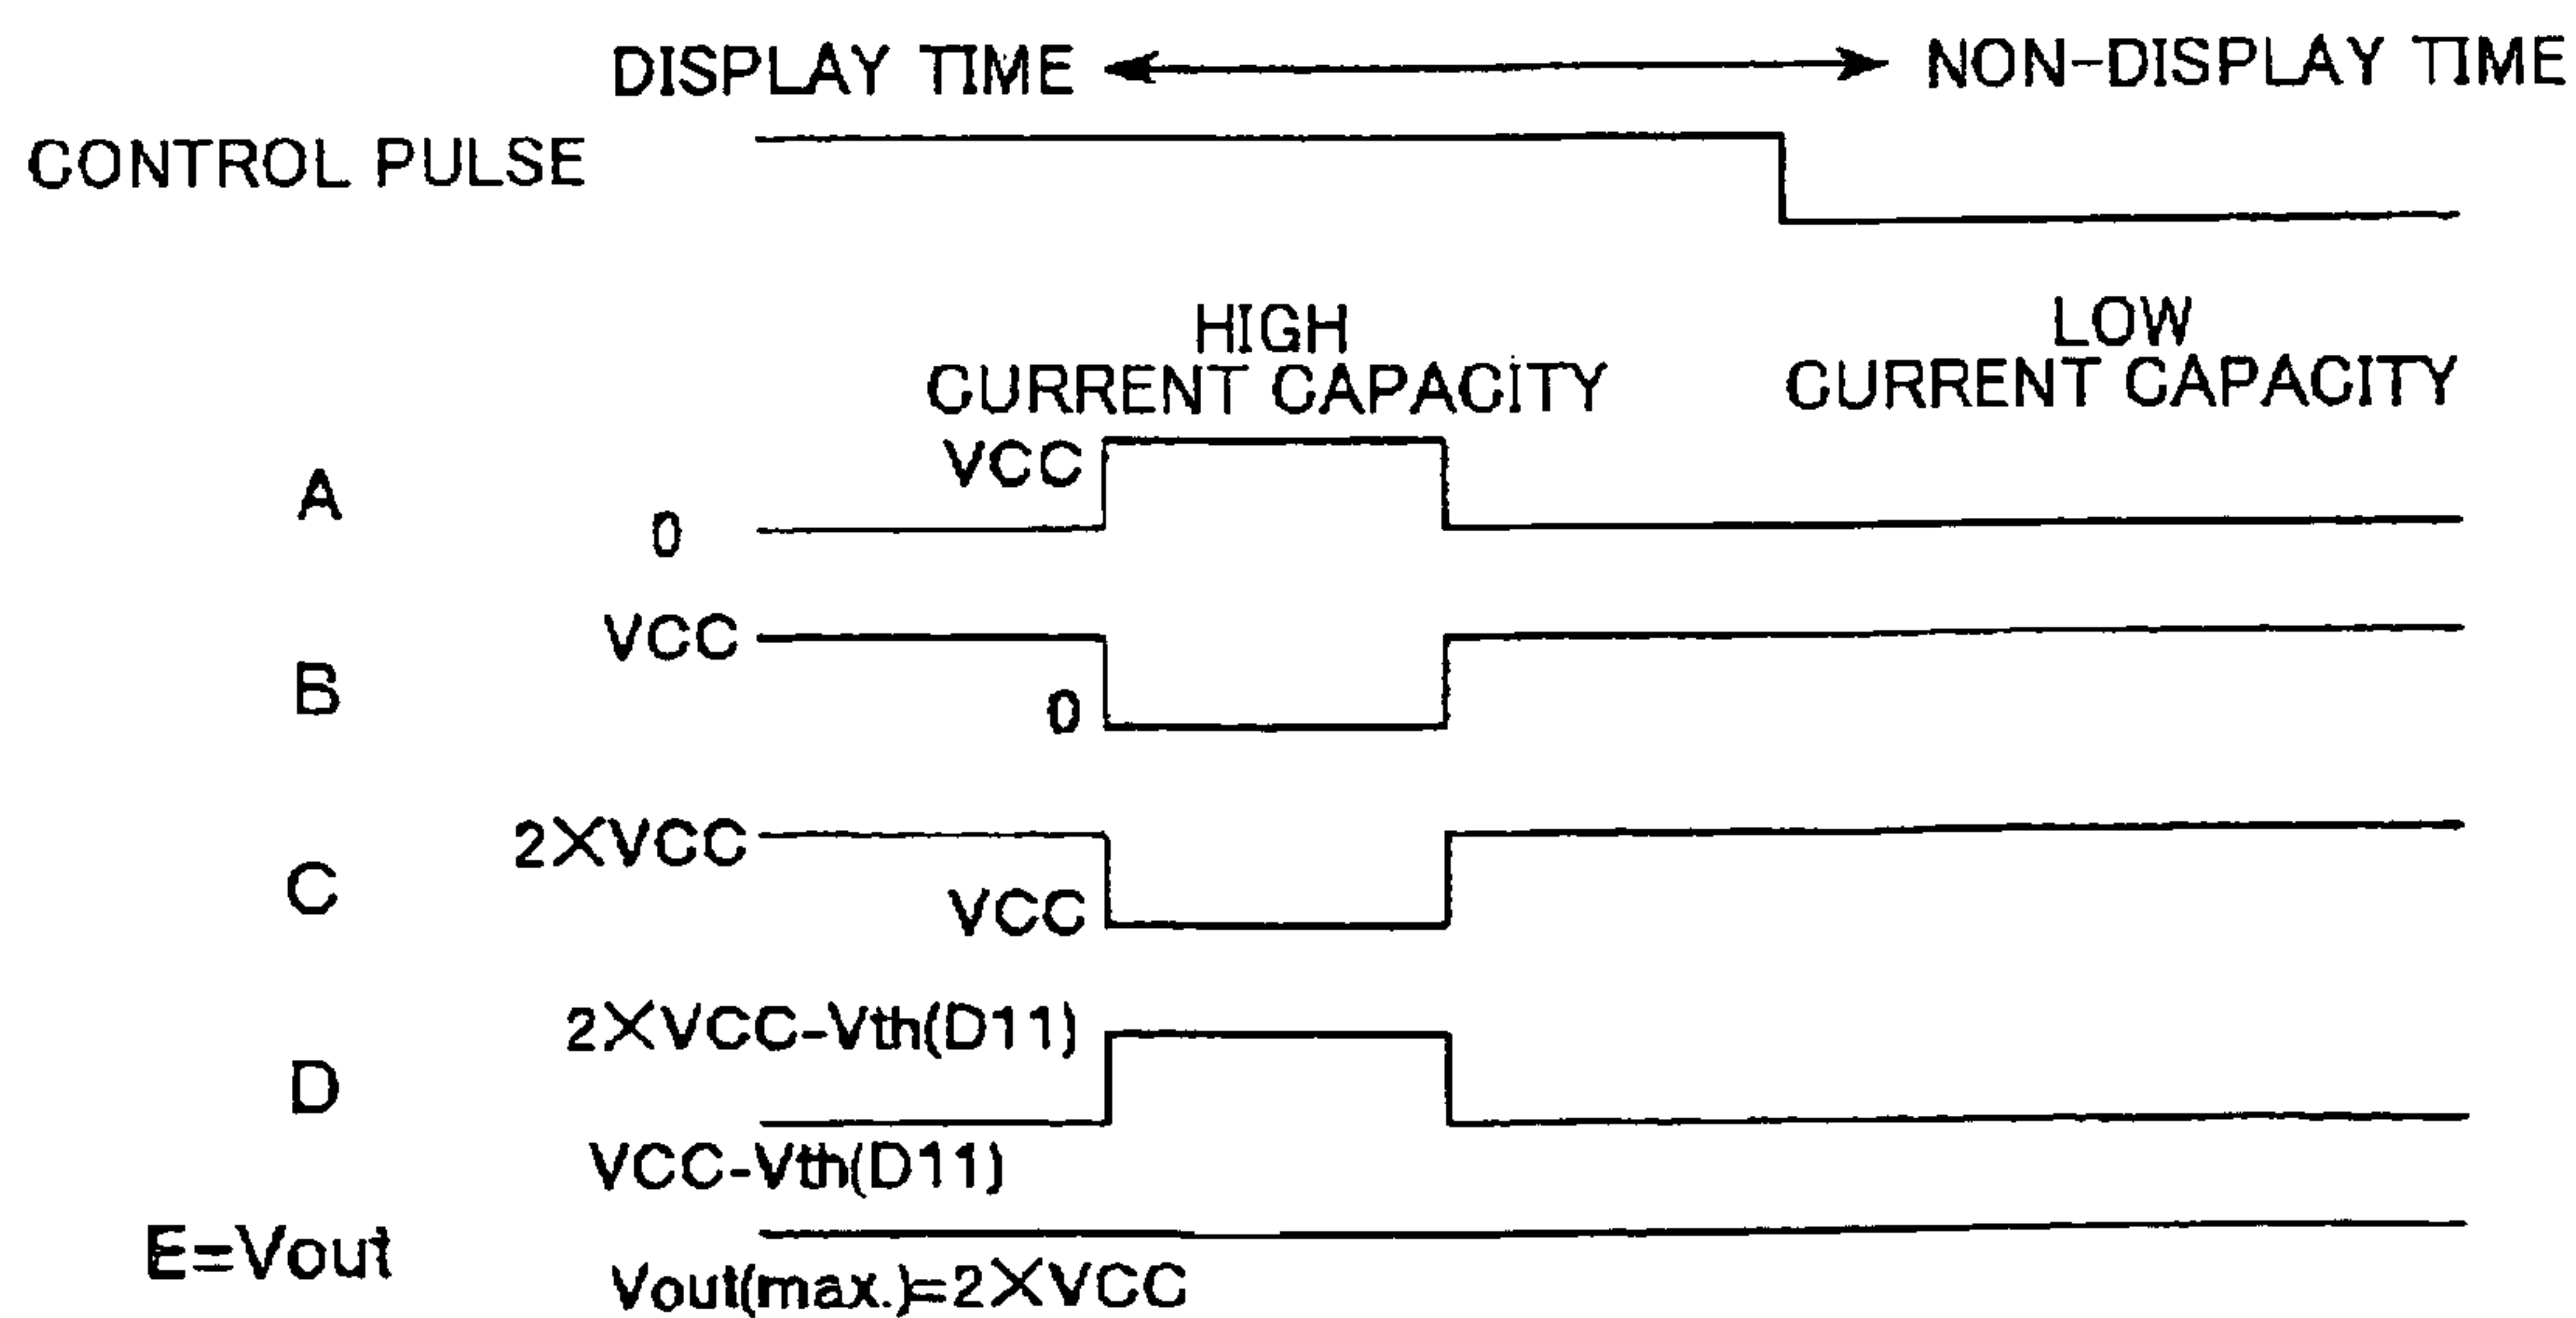 DISPLAY TIME NON-DISPLAY TIME
CONTROL PULSE
HIGH
CURRENT CAPACITY
LOW
CURRENT CAPACITY
A
VCC
0
B
VCC
0
C
2×VCC
VCC
D
2×VCC-Vth(D11)
VCC-Vth(D11)
E=Vout
Vout(max.)=2×VCC